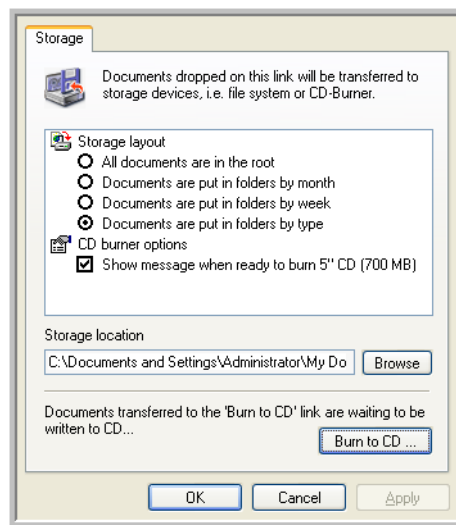 Storage
Documents dropped on this link will be transferred to
storage devices, i.e. file system or CD-Burner.
Storage layout
All documents are in the root
Documents are put in folders by month
Documents are put in folders by week
Documents are put in folders by type
CD burner options
Show message when ready to burn 5" CD (700 MB)
Storage location
C:\Documents and Settings\Administrator\My Do
Browse
Documents transferred to the 'Burn to CD' link are waiting to be
written to CD...
Burn to CD ...
OK
Cancel
Apply